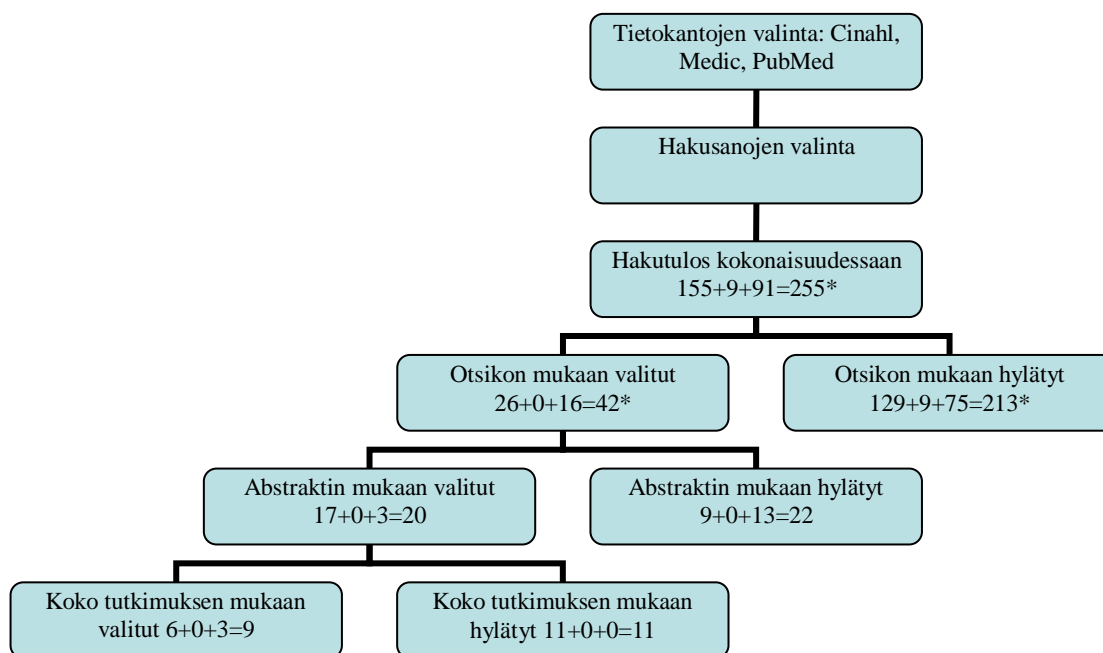 Tietokantojen valinta: Cinahl,
Medic, PubMed
Hakusanojen valinta
Hakutulos kokonaisuudessaan
155+9+91=255*
Otsikon mukaan valitut
26+0+16=42*
Otsikon mukaan hylätyt
129+9+75=213*
Abstraktin mukaan valitut
17+0+3=20
Abstraktin mukaan hylätyt
9+0+13=22
Koko tutkimuksen mukaan
valitut 6+0+3=9
Koko tutkimuksen mukaan
hylätyt 11+0+0=11